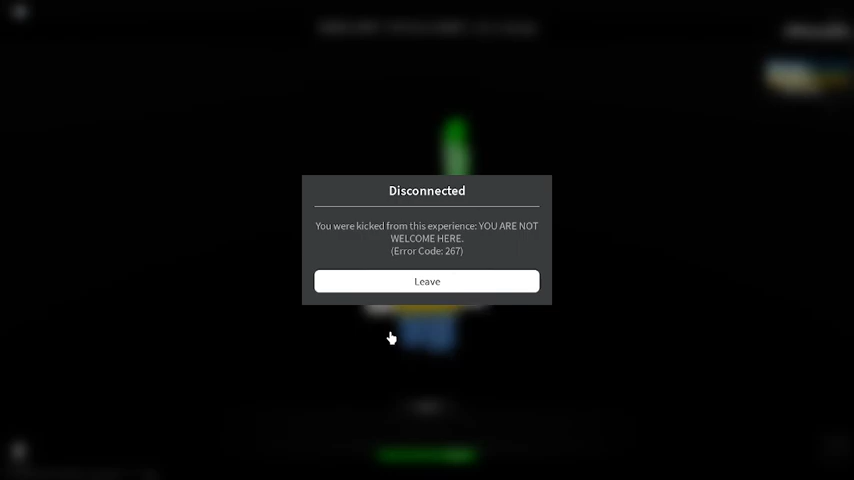 Disconnected
You were kicked from this experience: YOU ARE NOT
WELCOME HERE.
(Error Code: 267)
Leave